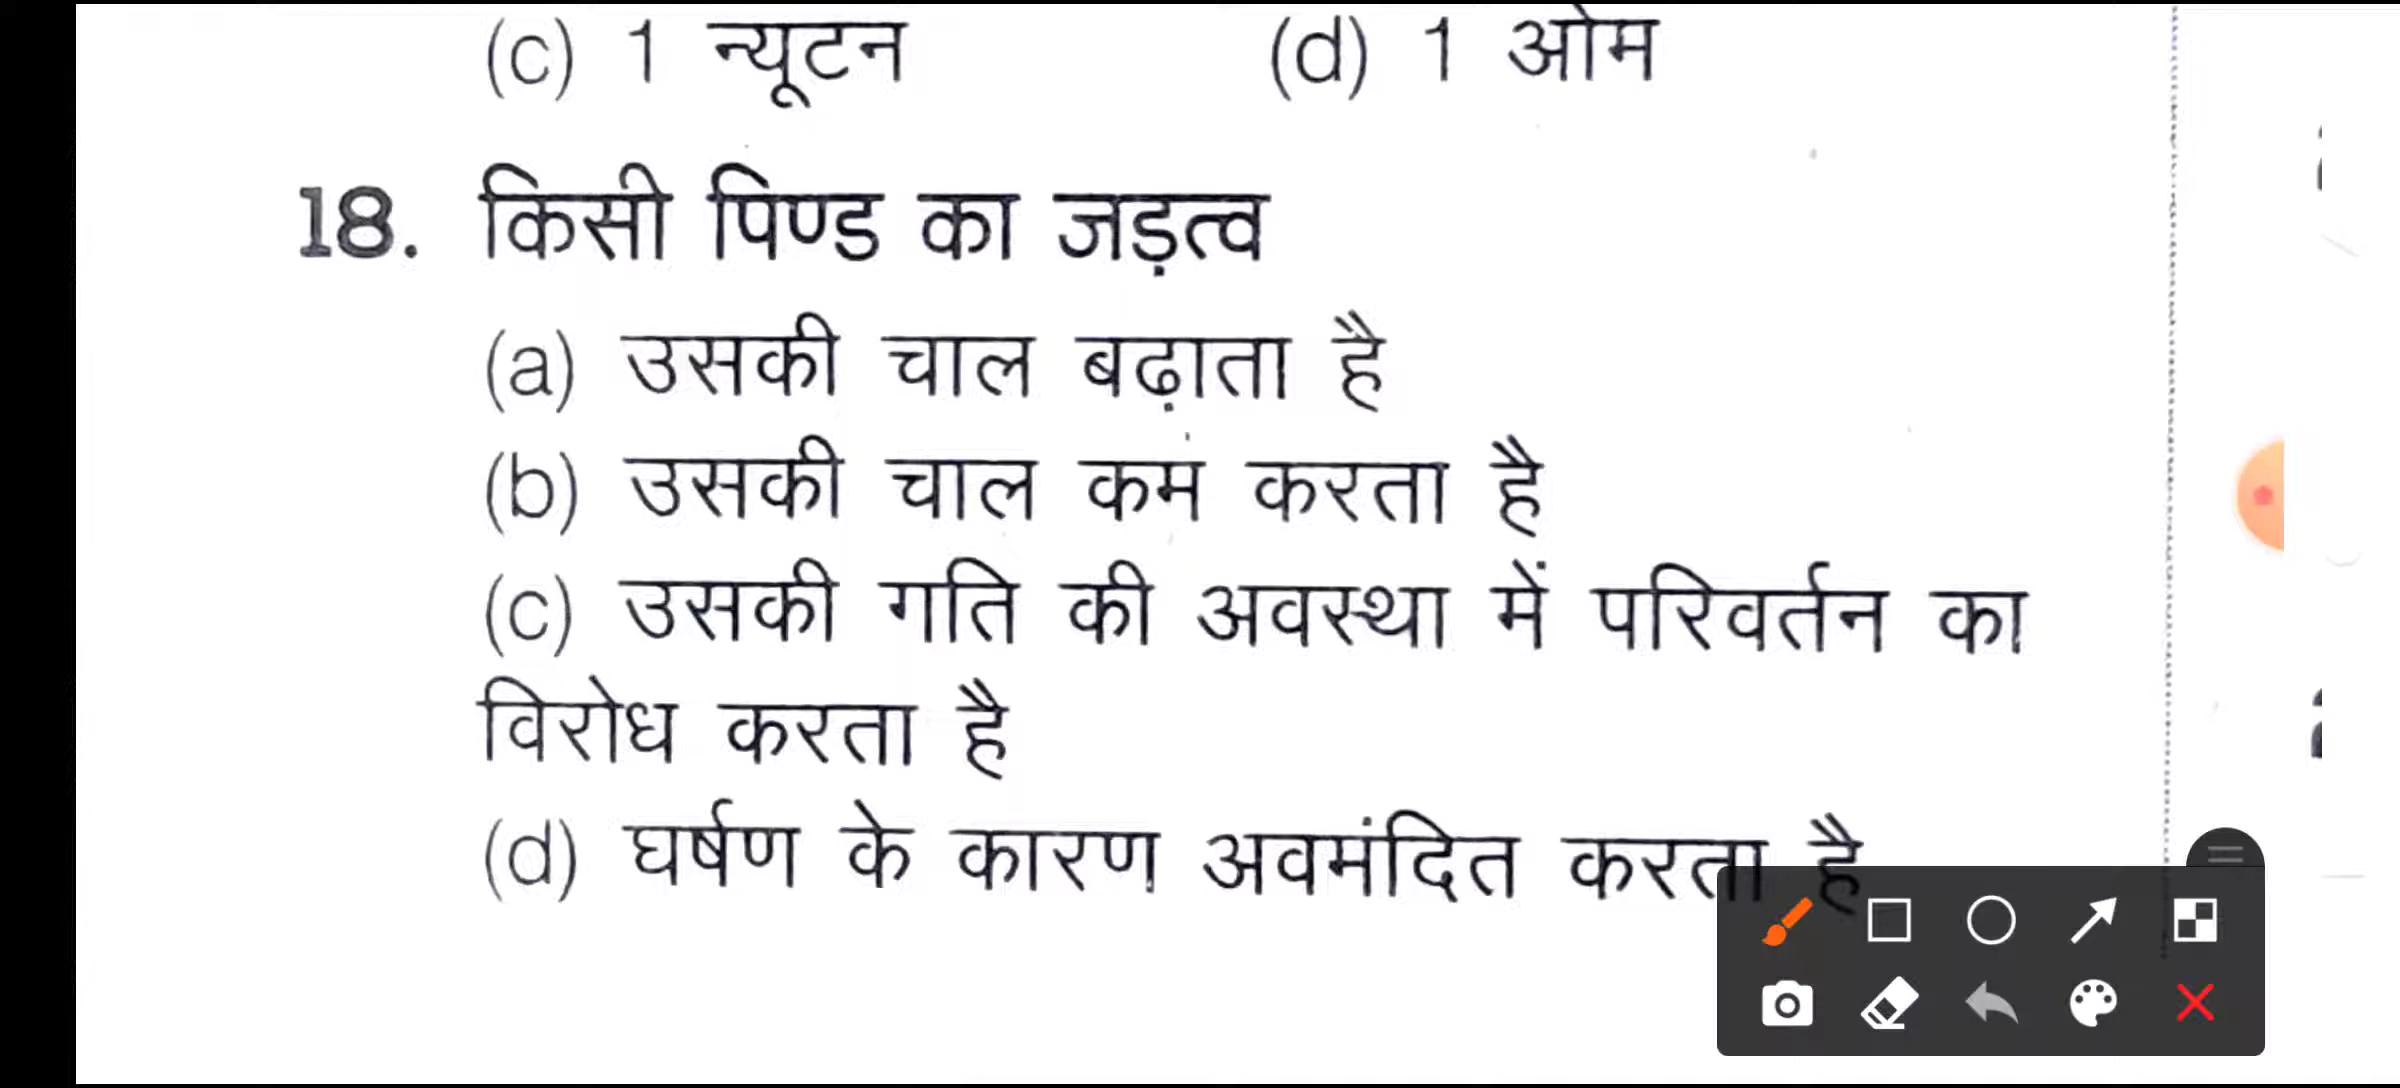 (c) 1 न्यूटन (d) 1 ओम
18. किसी पिण्ड का जड़त्व
(a) उसकी चाल बढ़ाता है
(b) उसकी चाल कम करता है
(c) उसकी गति की अवस्था में परिवर्तन का
विरोध करता है
(d) घर्षण के कारण अवमंदित करता है